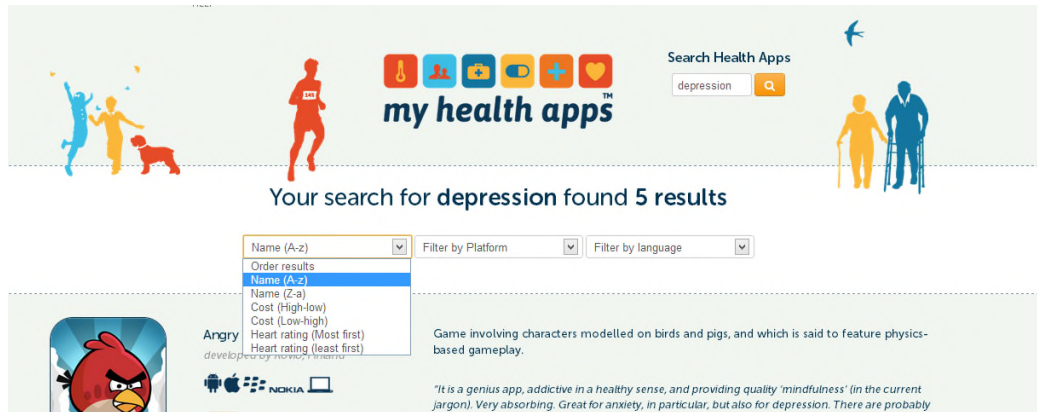 Search Health Apps
depression
145
my health apps™
Your search for depression found 5 results
Name (A-z)
Filter by Platform
Filter by language
Order results
Name (A-z)
Name (Z-a)
Cost (High-low)
Cost (Low-high)
Heart rating (Most first)
Heart rating (least first)
Angry
developed by Rovio, Finland
NOKIA
Game involving characters modelled on birds and pigs, and which is said to feature physics-
based gameplay.
"It is a genius app, addictive in a healthy sense, and providing quality 'mindfulness' (in the current
jargon). Very absorbing. Great for anxiety, in particular, but also for depression. There are probably